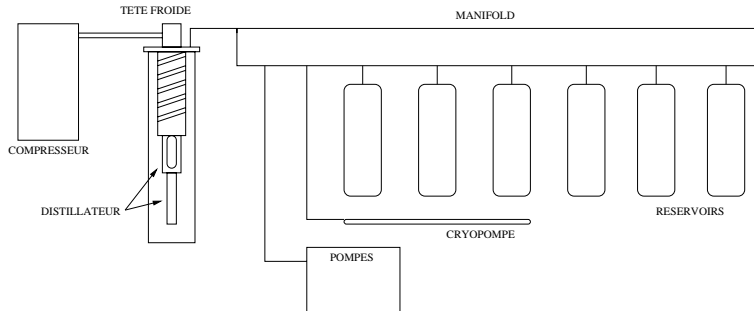 TETE FROIDE
MANIFOLD
COMPRESSEUR
DISTILLATEUR
RESERVOIRS
CRYOPOMPE
POMPES